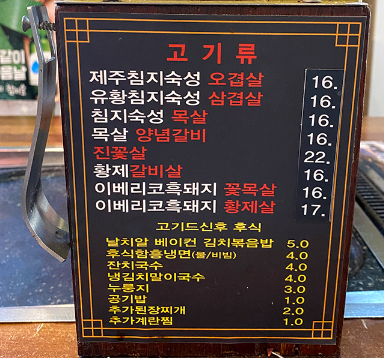 고기류
제주침지숙성 오겹살 16.
유황침지숙성 삼겹살 16.
침지숙성 목살 16.
목살 양념갈비 16.
진꽃살 22.
황제갈비살 16.
이베리코흑돼지 꽃목살 16.
이베리코흑돼지 황제살 17.
고기드신후 후식
날치알 베이컨 김치볶음밥 5.0
후식함흥냉면(물/비빔) 4.0
잔치국수 4.0
냉김치말이국수 4.0
누룽지 3.0
공기밥 1.0
추가된장찌개 2.0
추가계란찜 1.0